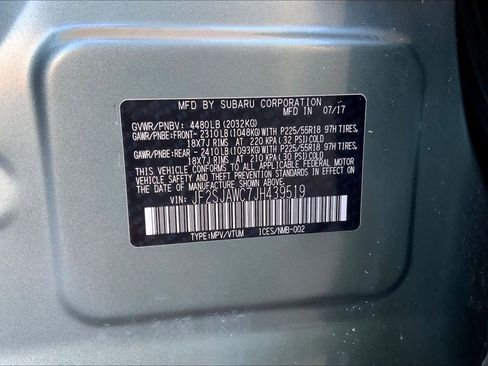 MFD BY SUBARU CORPORATION
MFD IN 07/17
GVWR/PNBV: 4480LB (2032KG)
GAWR/PNBE:FRONT- 2310LB (1048KG) WITH P225/55R18 97H TIRES,
18X7J RIMS AT 220 KPA (32 PSI) COLD
GAWR/PNBE:REAR - 2410LB (1093KG) WITH P225/55R18 97H TIRES,
18X7J RIMS AT 210 KPA (30 PSI) COLD
THIS VEHICLE CONFORMS TO ALL APPLICABLE FEDERAL MOTOR
VEHICLE SAFETY STANDARDS IN EFFECT ON THE DATE OF
MANUFACTURE SHOWN ABOVE.
VIN: JF2SJAWC7JH439519
TYPE:MPV/VTUM ICES/NMB-002